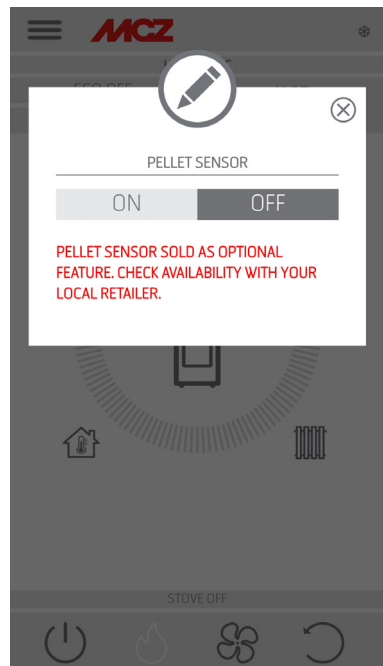 MCZ
PELLET SENSOR
ON OFF
PELLET SENSOR SOLD AS OPTIONAL
FEATURE. CHECK AVAILABILITY WITH YOUR
LOCAL RETAILER.
STOVE OFF